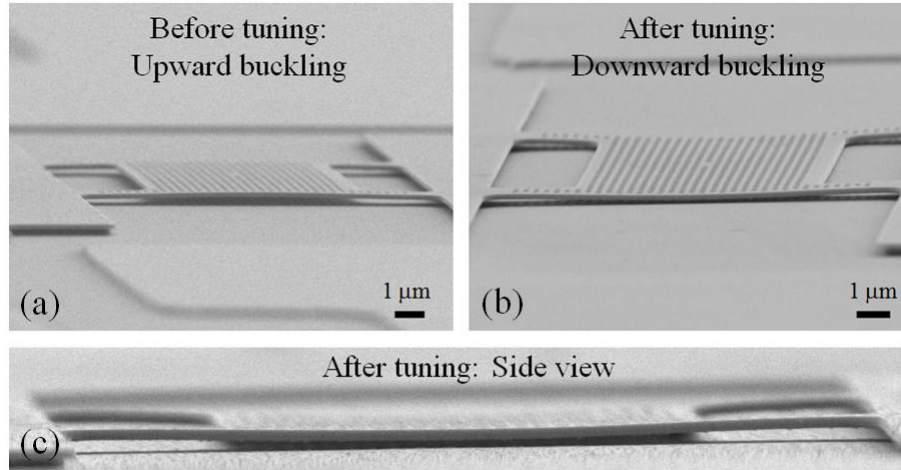 Before tuning:
Upward buckling
(a)
1 μm
After tuning:
Downward buckling
(b)
1 μm
After tuning: Side view
(c)